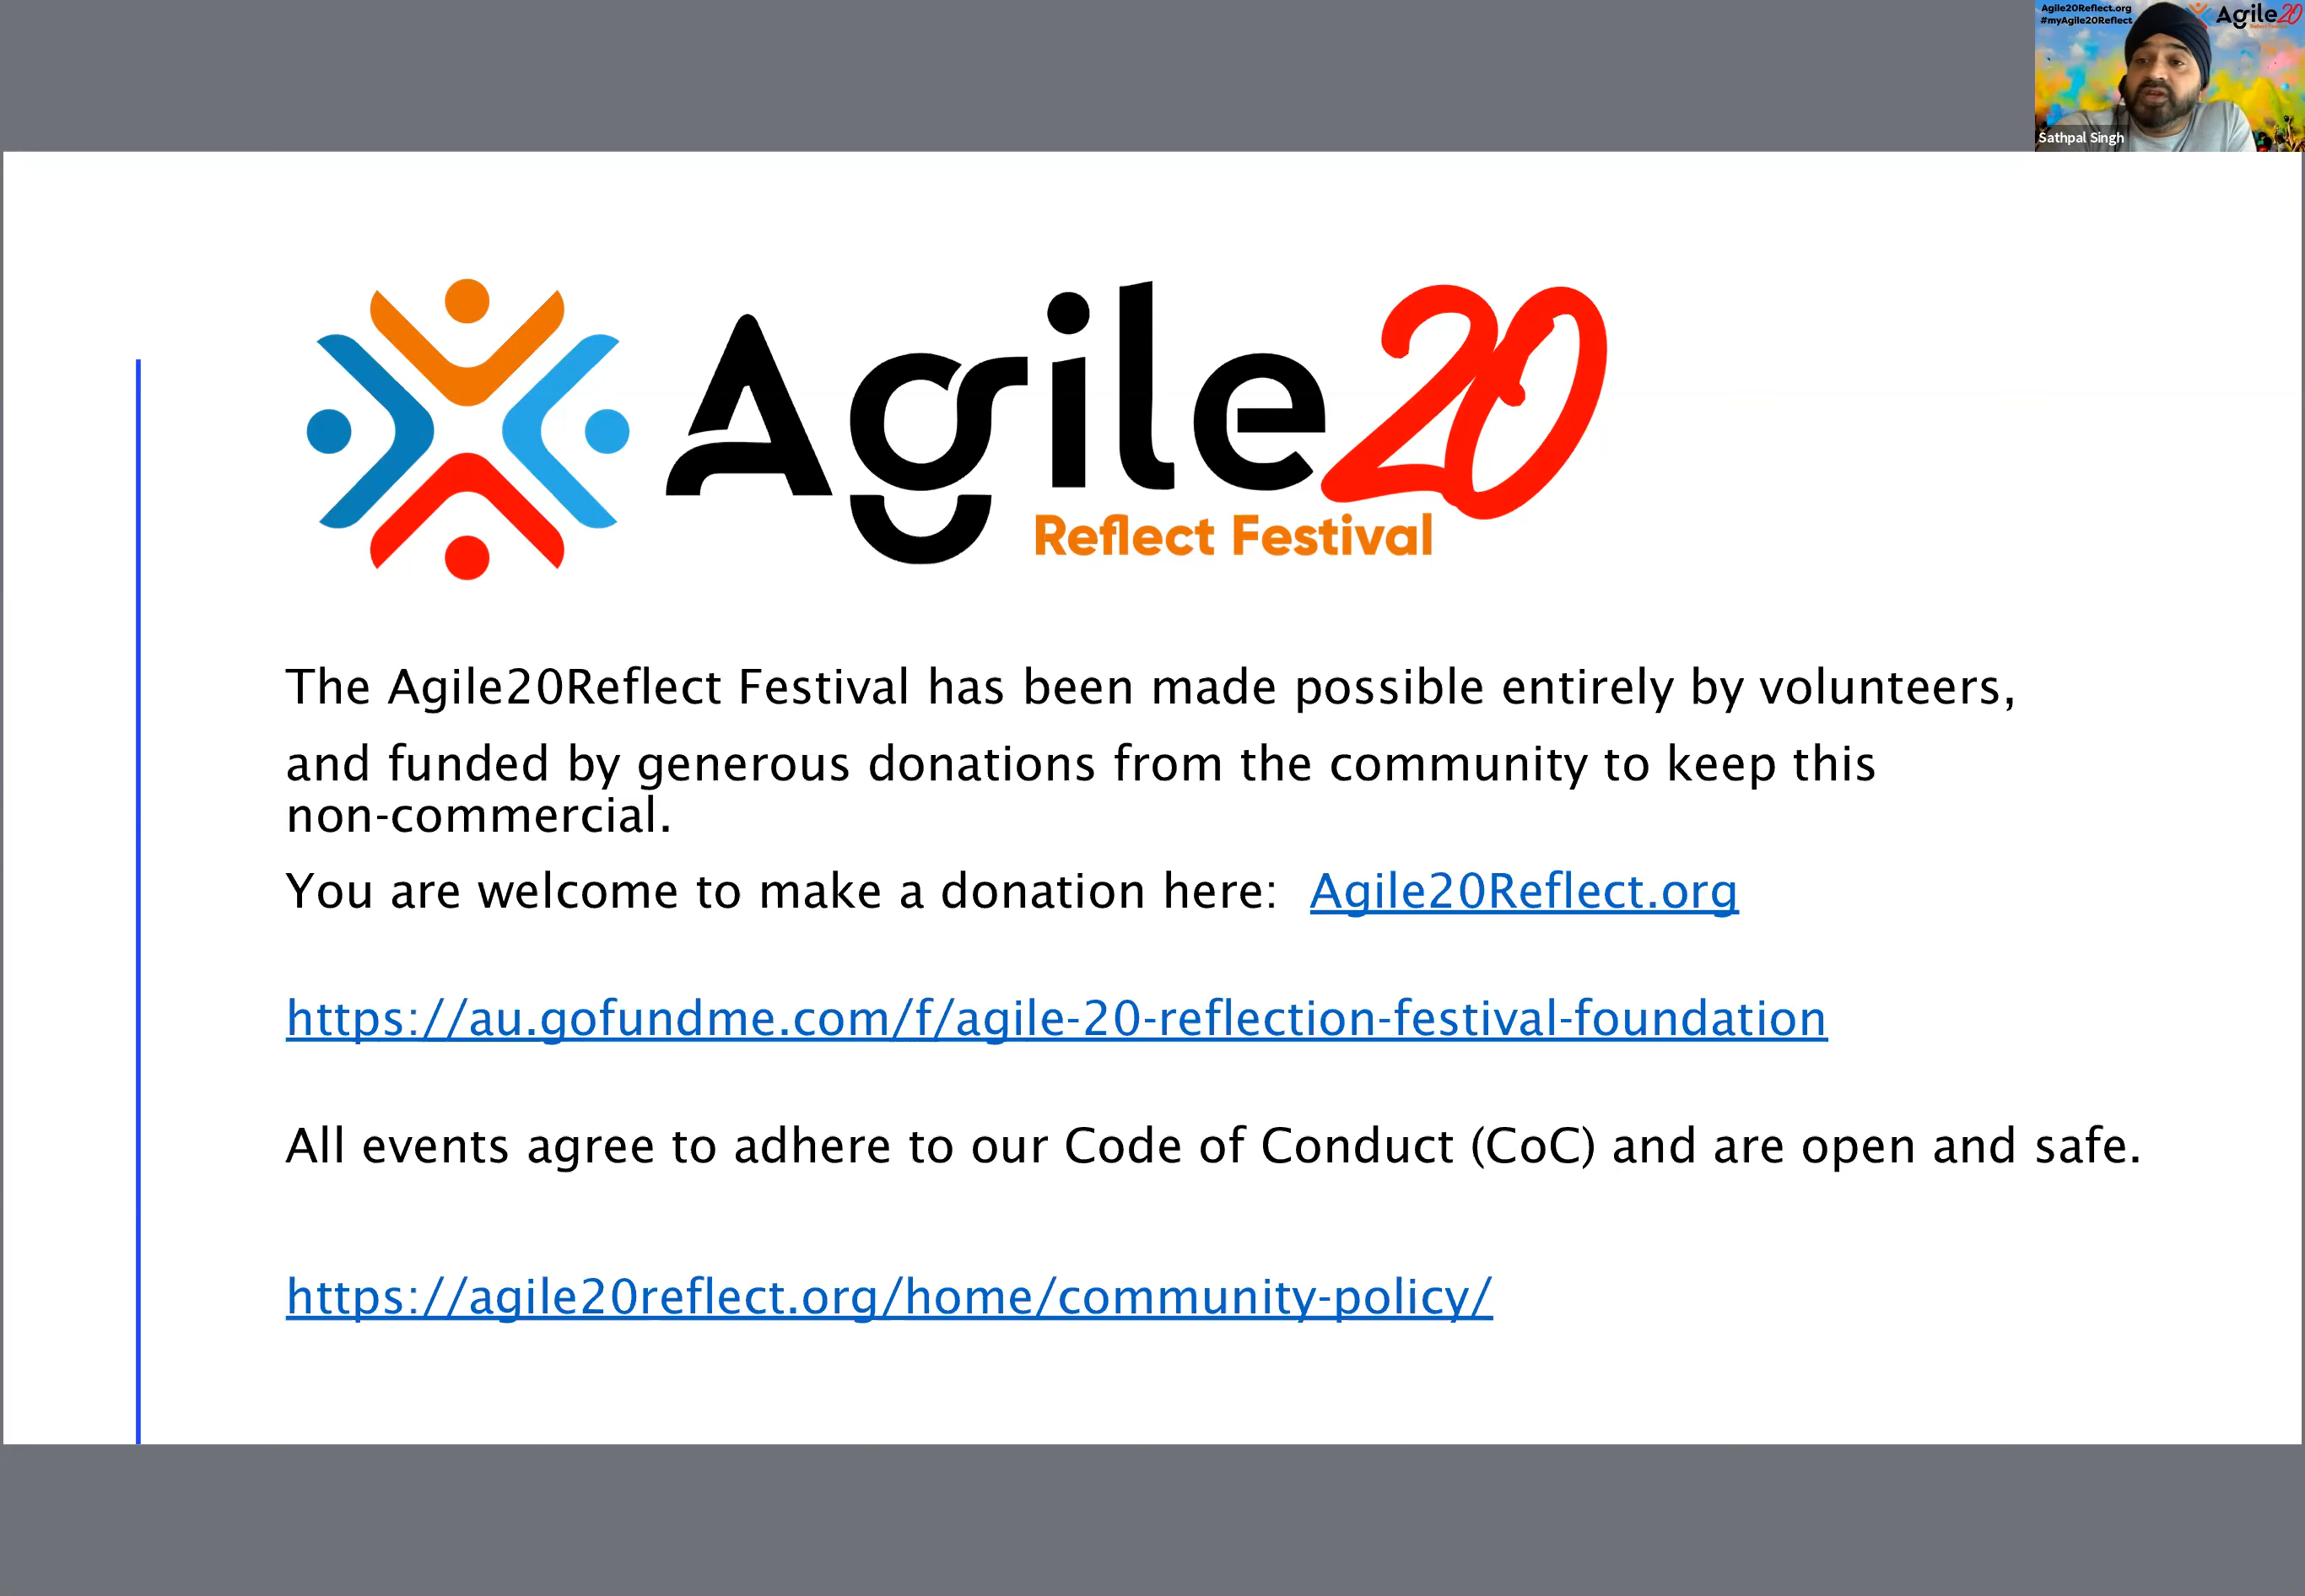 Agile20Reflect.org
#myAgile20Reflect
Agile20
Sathpal Singh
Agile20
Reflect Festival
The Agile20Reflect Festival has been made possible entirely by volunteers,
and funded by generous donations from the community to keep this
non-commercial.
You are welcome to make a donation here: Agile20Reflect.org
https://au.gofundme.com/f/agile-20-reflection-festival-foundation
All events agree to adhere to our Code of Conduct (CoC) and are open and safe.
https://agile20reflect.org/home/community-policy/